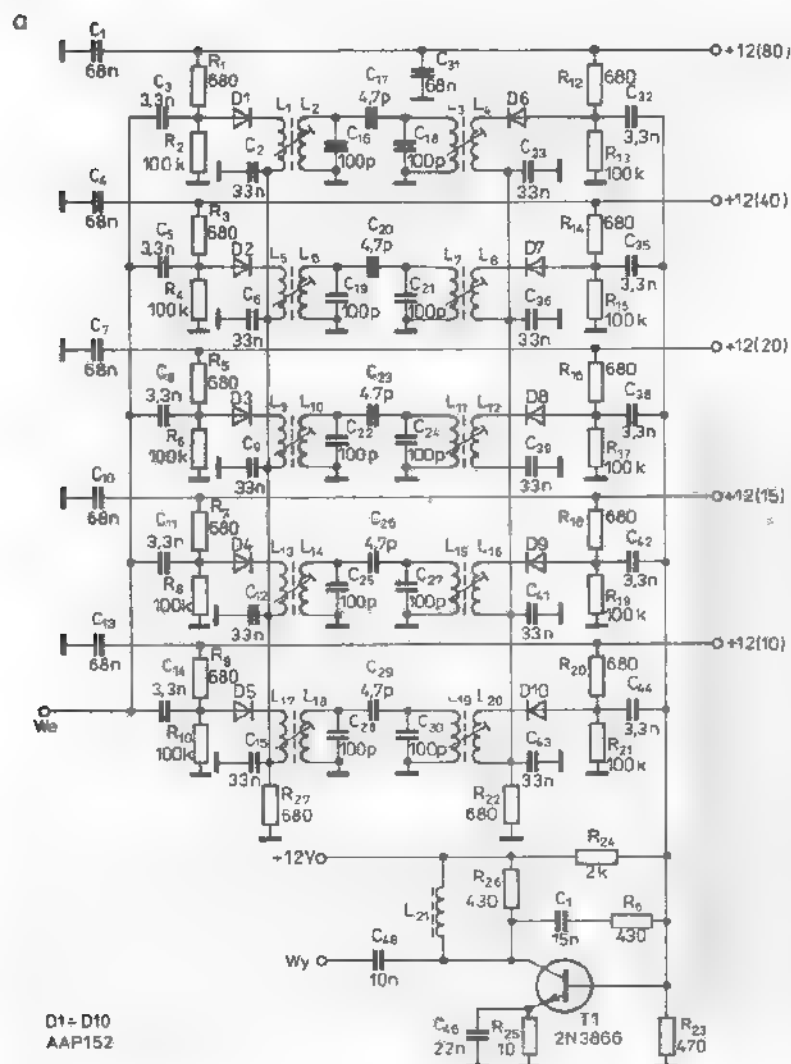 a
C1
68n
R1
680
C3
3,3n
D1
R2
100k
C2
33n
L1
L2
C16
100p
C17
4,7p
C31
68n
C18
100p
L3
L4
D6
R12
680
C32
3,3n
R13
100k
C33
33n
+12(80)
C4
68n
R3
680
C5
3,3n
D2
R4
100k
C6
33n
L5
L6
C19
100p
C20
4,7p
C21
100p
L7
L8
D7
R14
680
C35
3,3n
R15
100k
C36
33n
+12(40)
C7
68n
R5
680
C8
3,3n
D3
R6
100k
C9
33n
L9
L10
C22
100p
C23
4,7p
C24
100p
L11
L12
D8
R16
680
C38
3,3n
R17
100k
C39
33n
+12(20)
C10
68n
R7
680
C11
3,3n
D4
R8
100k
C12
33n
L13
L14
C25
100p
C26
4,7p
C27
100p
L15
L16
D9
R18
680
C42
3,3n
R19
100k
C41
33n
+12(15)
C13
68n
R9
680
C14
3,3n
D5
We
R10
100k
C15
33n
L17
L18
C28
100p
C29
4,7p
C30
100p
L19
L20
D10
R20
680
C44
3,3n
R21
100k
C43
33n
+12(10)
R27
680
R22
680
+12V
R24
2k
L21
R26
430
C1
15n
R6
430
Wy
C48
10n
T1
2N3866
C46
22n
R25
10
R23
470
D1÷D10
AAP152